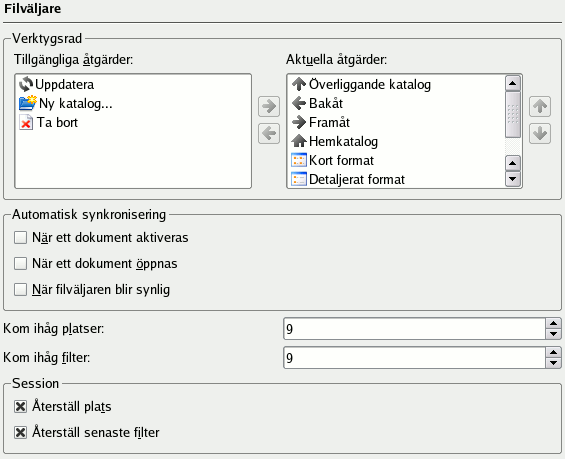 Filväljare
Verktygsrad
Tillgängliga åtgärder:
Uppdatera
Ny katalog...
Ta bort
Aktuella åtgärder:
Överliggande katalog
Bakåt
Framåt
Hemkatalog
Kort format
Detaljerat format
Automatisk synkronisering
När ett dokument aktiveras
När ett dokument öppnas
När filväljaren blir synlig
Kom ihåg platser: 9
Kom ihåg filter: 9
Session
Återställ plats
Återställ senaste filter